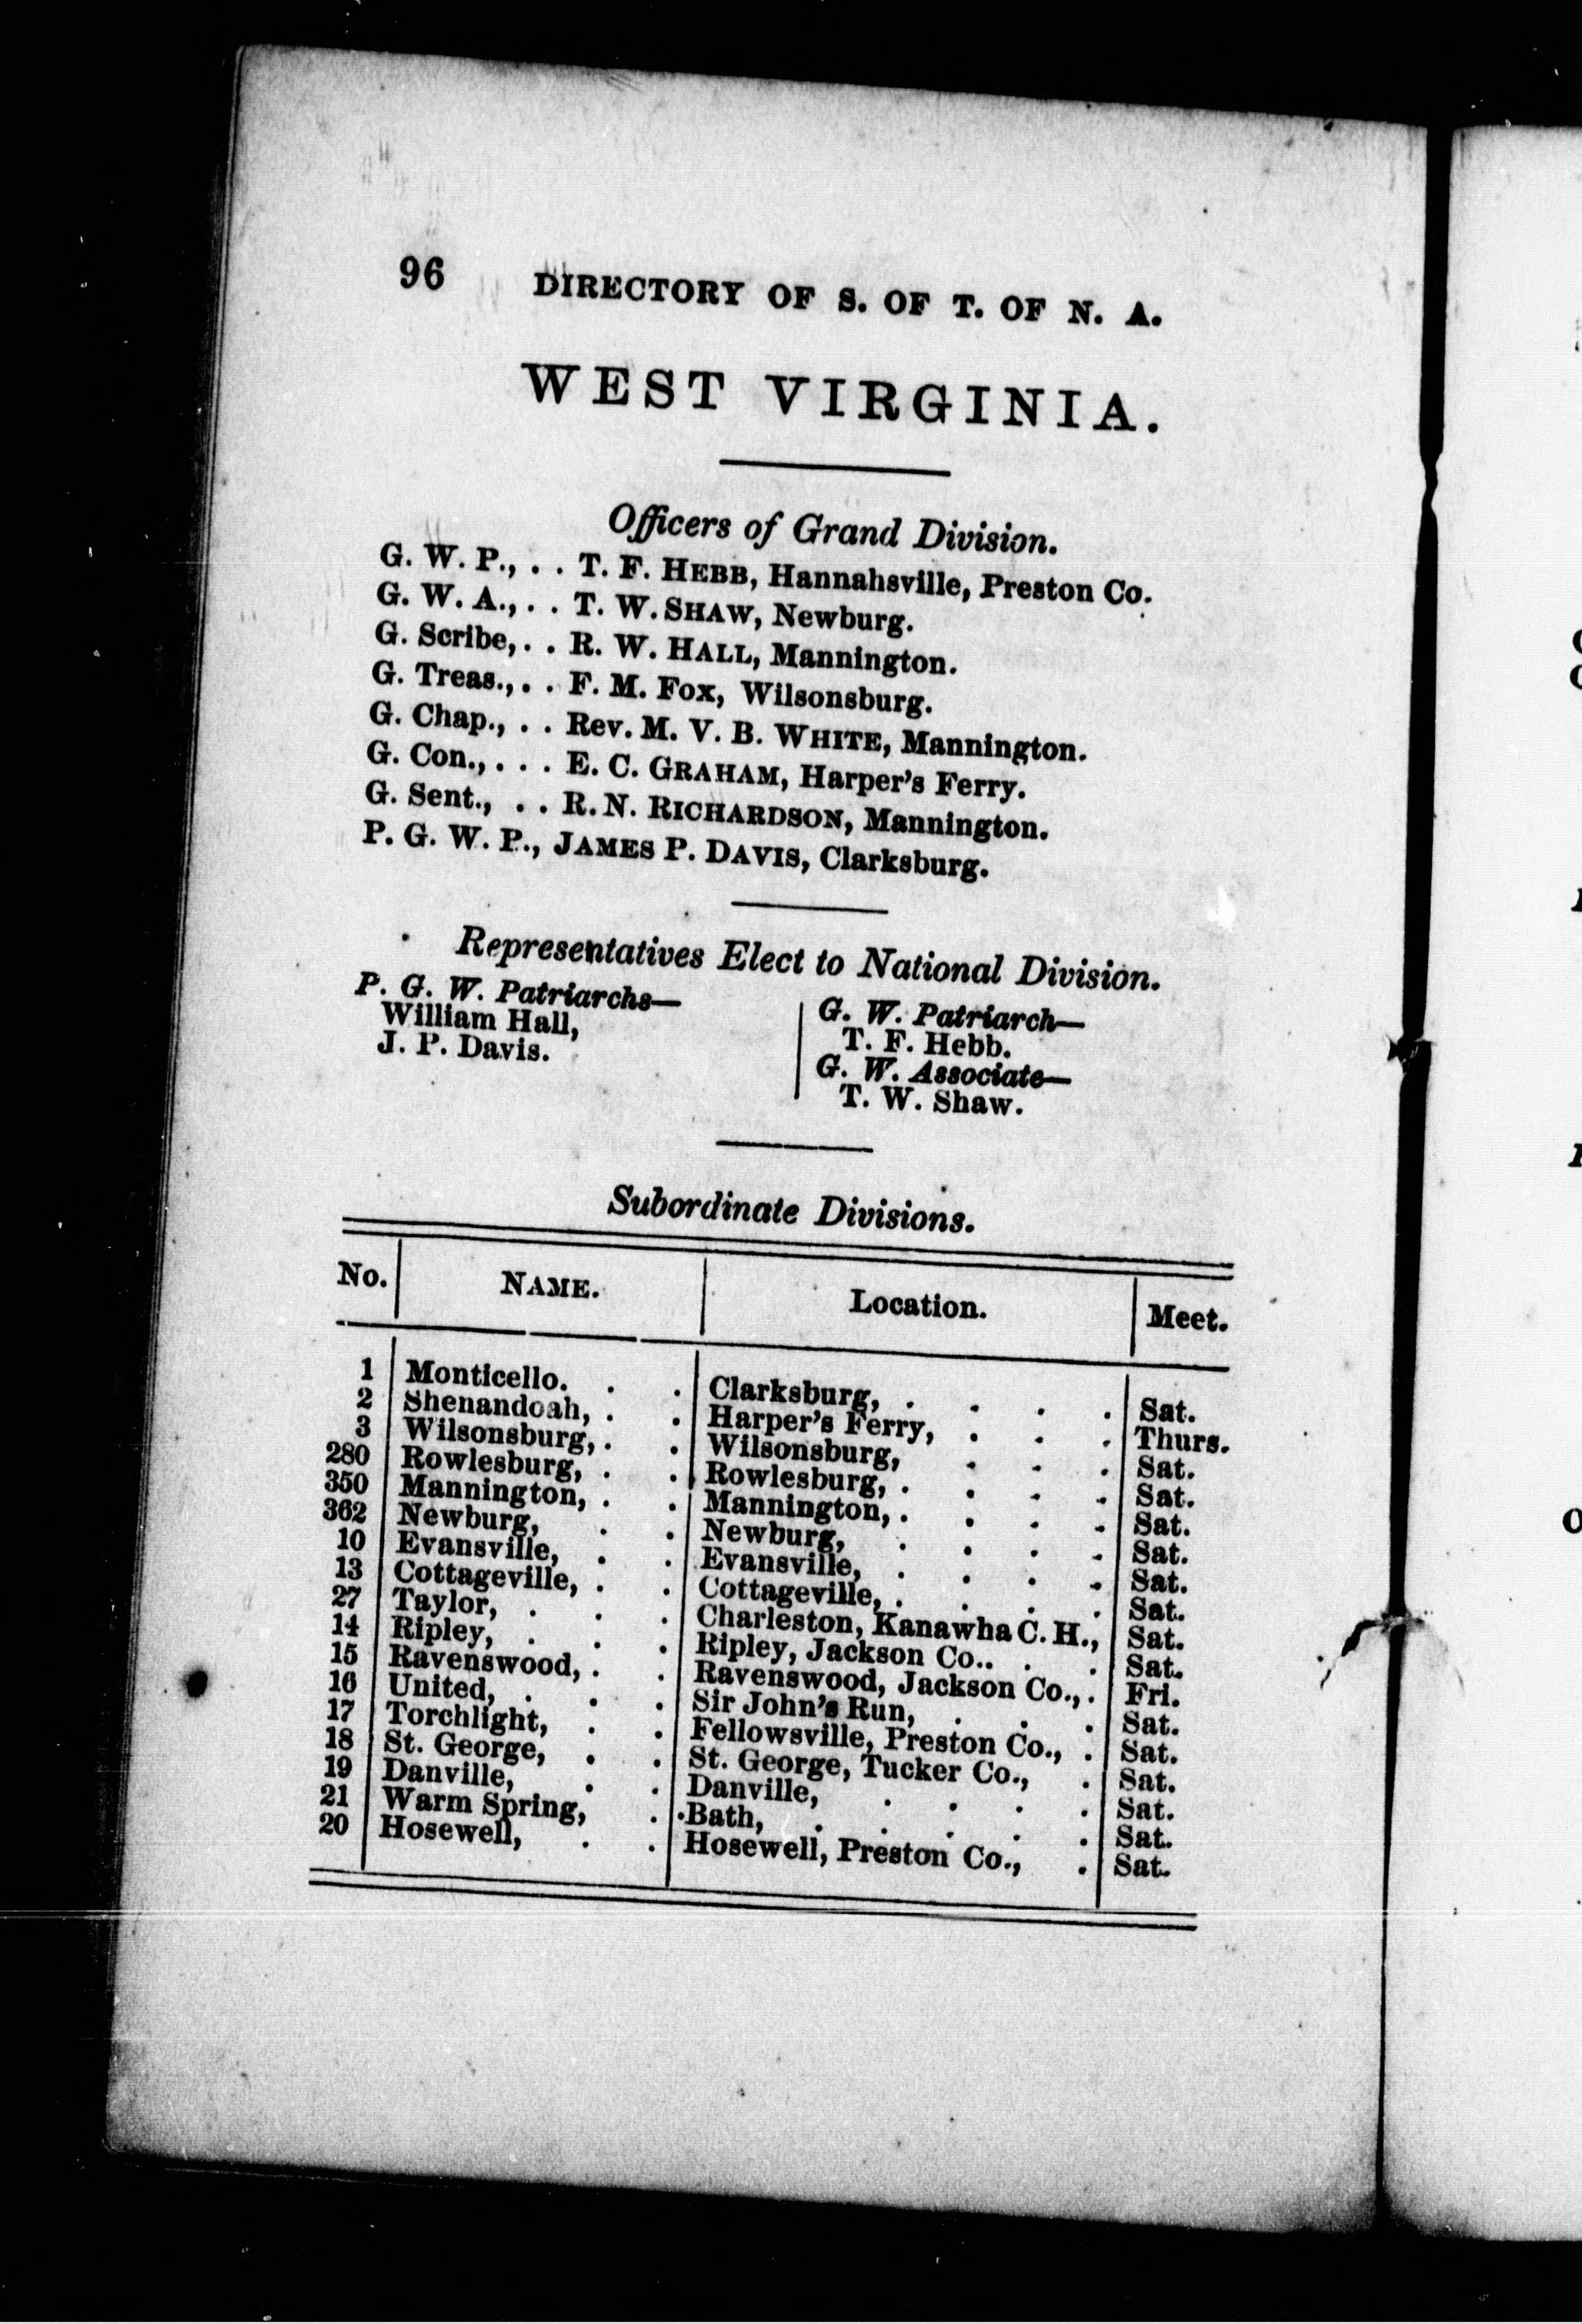 96 DIRECTORY OF S. OF T. OF N. A.
WEST VIRGINIA.
Officers of Grand Division.
G. W. P., . . T. F. HEBB, Hannahsville, Preston Co.
G. W. A., . . T. W. SHAW, Newburg.
G. Scribe, . . R. W. HALL, Mannington.
G. Treas., . . F. M. FOX, Wilsonsburg.
G. Chap., . . Rev. M. V. B. WHITE, Mannington.
G. Con., . . . E. C. GRAHAM, Harper's Ferry.
G. Sent., . . R. N. RICHARDSON, Mannington.
P. G. W. P., JAMES P. DAVIS, Clarksburg.
Representatives Elect to National Division.
P. G. W. Patriarchs—
William Hall,
J. P. Davis.
G. W. Patriarch—
T. F. Hebb.
G. W. Associate—
T. W. Shaw.
Subordinate Divisions.
No. NAME. Location. Meet.
1 Monticello. . . Clarksburg, . . . . Sat.
2 Shenandoah, . . Harper's Ferry, . . . Thurs.
3 Wilsonsburg, . . Wilsonsburg, . . . Sat.
280 Rowlesburg, . . Rowlesburg, . . . . Sat.
350 Mannington, . . Mannington, . . . . Sat.
362 Newburg, . . Newburg, . . . . Sat.
10 Evansville, . . Evansville, . . . . Sat.
13 Cottageville, . . Cottageville, . . . . Sat.
27 Taylor, . . . Charleston, Kanawha C. H., Sat.
14 Ripley, . . . Ripley, Jackson Co.. . . Sat.
15 Ravenswood, . . Ravenswood, Jackson Co., . Fri.
16 United, . . . Sir John's Run, . . . Sat.
17 Torchlight, . . Fellowsville, Preston Co., . Sat.
18 St. George, . . St. George, Tucker Co., . Sat.
19 Danville, . . Danville, . . . . Sat.
21 Warm Spring, . Bath, . . . . . Sat.
20 Hosewell, . . Hosewell, Preston Co., . Sat.